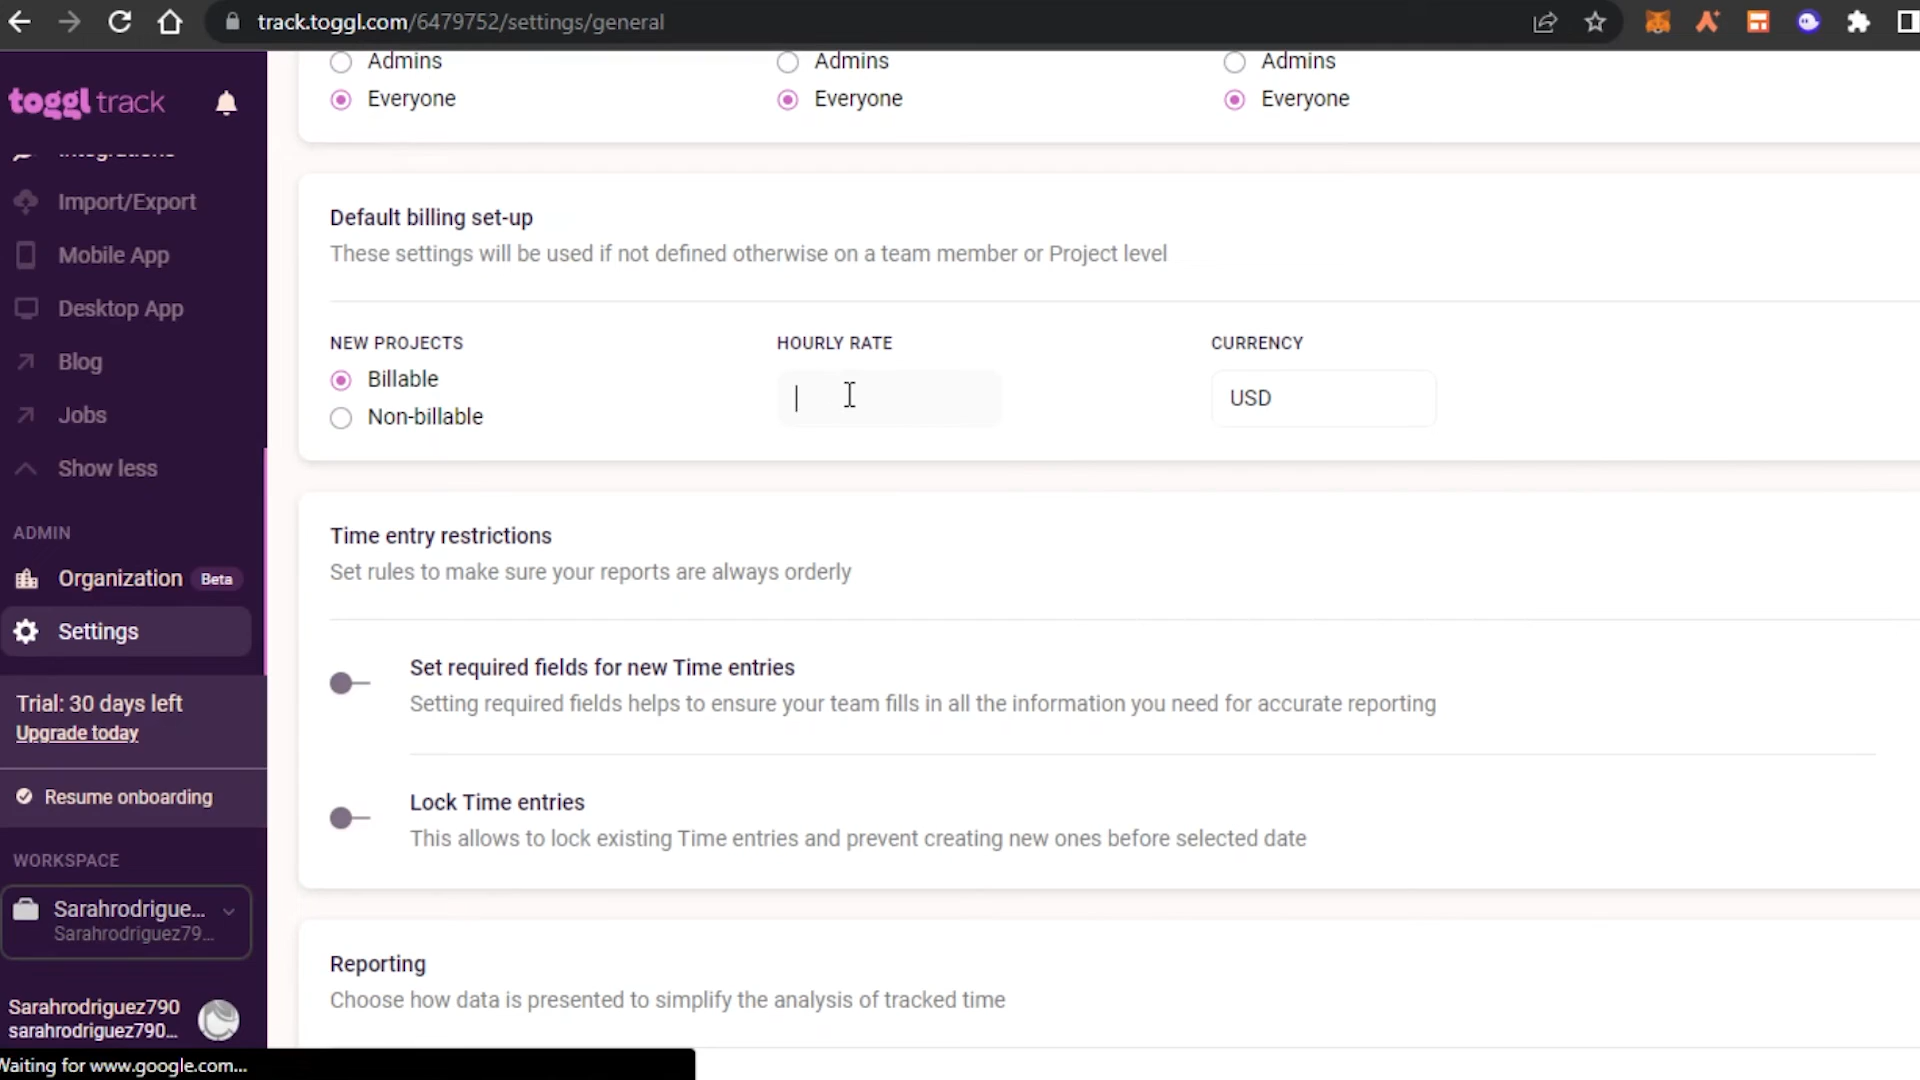 track.toggl.com/6479752/settings/general
toggl track
Integrations
Import/Export
Mobile App
Desktop App
Blog
Jobs
Show less
ADMIN
Organization Beta
Settings
Trial: 30 days left
Upgrade today
Resume onboarding
WORKSPACE
Sarahrodrigue...
Sarahrodriguez79...
Sarahrodriguez790
sarahrodriguez790...
Waiting for www.google.com...
Admins Admins Admins
Everyone Everyone Everyone
Default billing set-up
These settings will be used if not defined otherwise on a team member or Project level
NEW PROJECTS HOURLY RATE CURRENCY
Billable
USD
Non-billable
Time entry restrictions
Set rules to make sure your reports are always orderly
Set required fields for new Time entries
Setting required fields helps to ensure your team fills in all the information you need for accurate reporting
Lock Time entries
This allows to lock existing Time entries and prevent creating new ones before selected date
Reporting
Choose how data is presented to simplify the analysis of tracked time